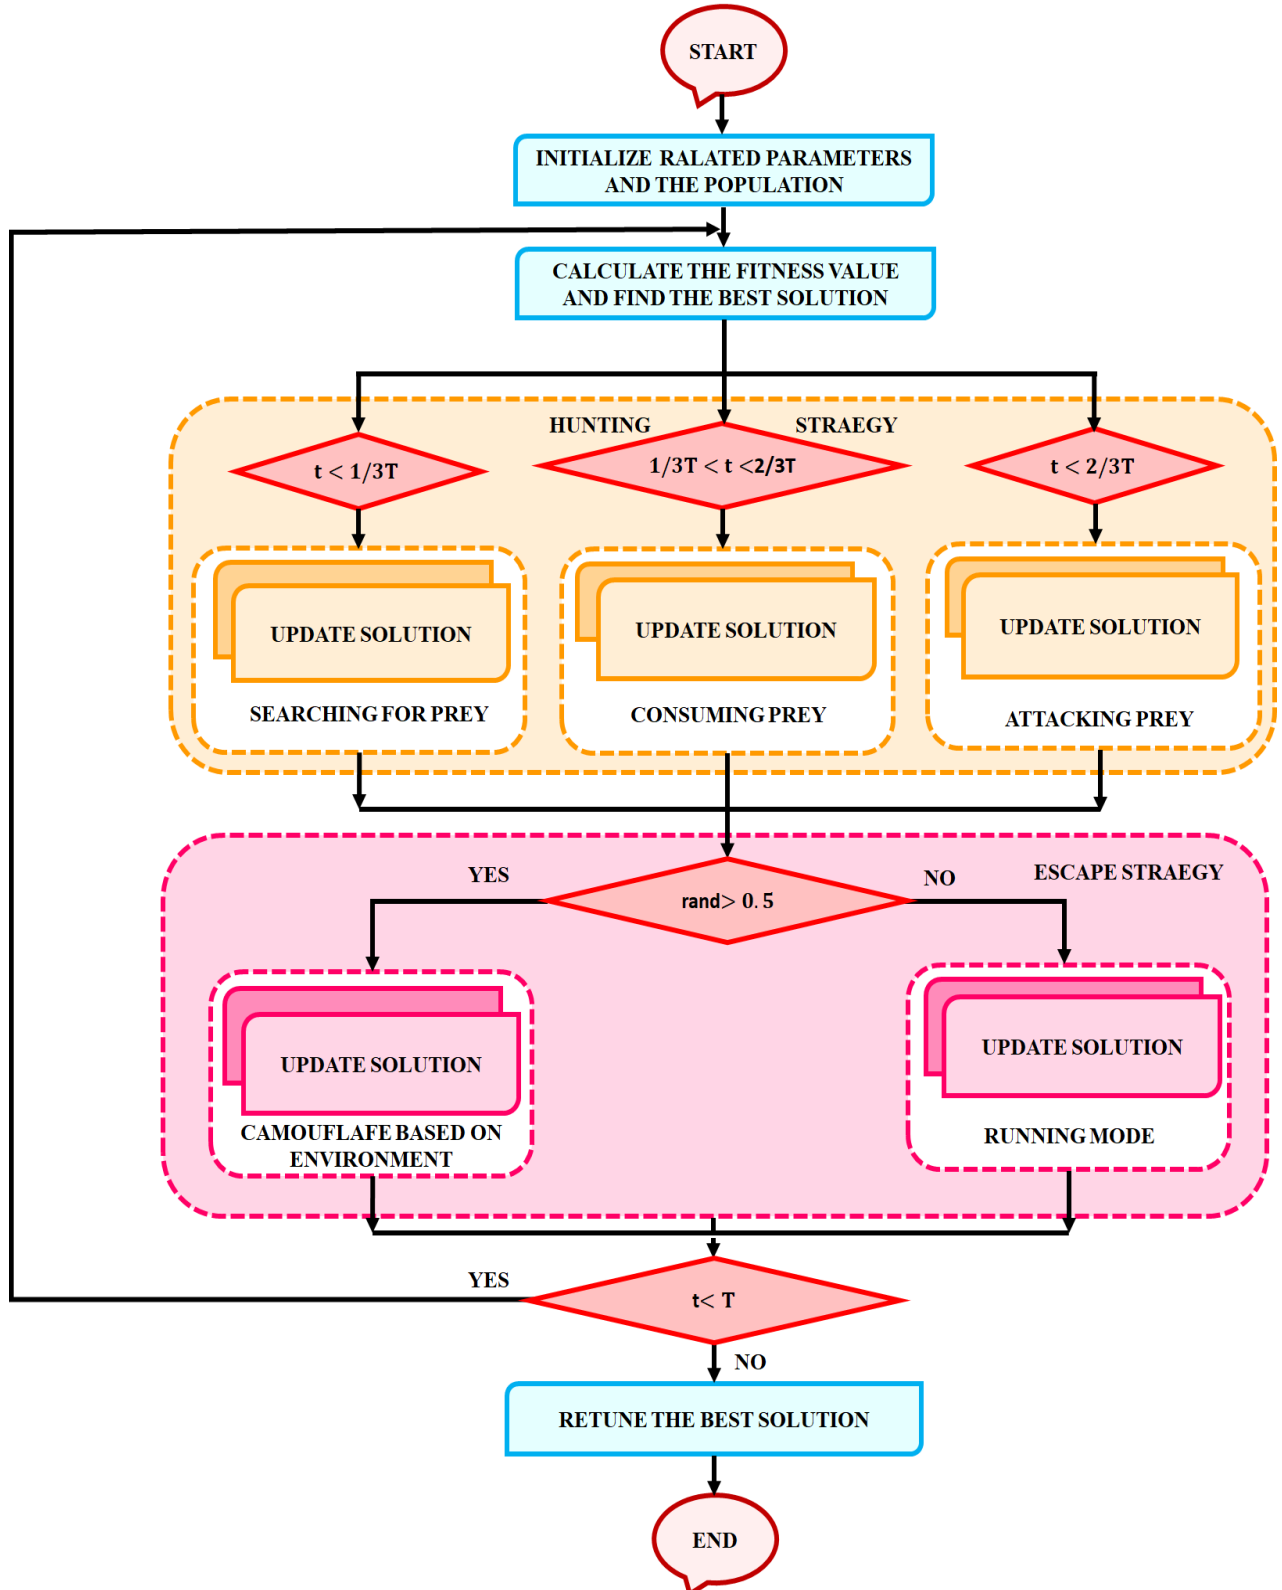 START
INITIALIZE RALATED PARAMETERS
AND THE POPULATION
CALCULATE THE FITNESS VALUE
AND FIND THE BEST SOLUTION
HUNTING STRAEGY
t < 1/3T
1/3T < t <2/3T
t < 2/3T
UPDATE SOLUTION
SEARCHING FOR PREY
UPDATE SOLUTION
CONSUMING PREY
UPDATE SOLUTION
ATTACKING PREY
ESCAPE STRAEGY
YES
rand> 0.5
NO
UPDATE SOLUTION
CAMOUFLAFE BASED ON
ENVIRONMENT
UPDATE SOLUTION
RUNNING MODE
YES
t< T
NO
RETUNE THE BEST SOLUTION
END